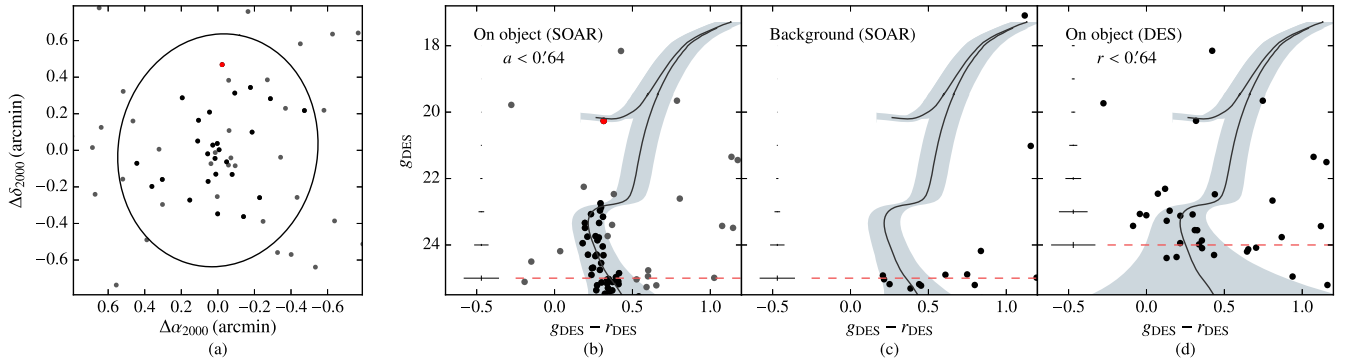 0.6
0.4
0.2
0.0
−0.2
−0.4
−0.6
Δδ2000 (arcmin)
0.6 0.4 0.2 0.0 −0.2 −0.4 −0.6
Δα2000 (arcmin)
(a)
On object (SOAR)
a < 0′.64
18
20
22
24
gDES
−0.5 0.0 0.5 1.0
gDES − rDES
(b)
Background (SOAR)
−0.5 0.0 0.5 1.0
gDES − rDES
(c)
On object (DES)
r < 0′.64
−0.5 0.0 0.5 1.0
gDES − rDES
(d)